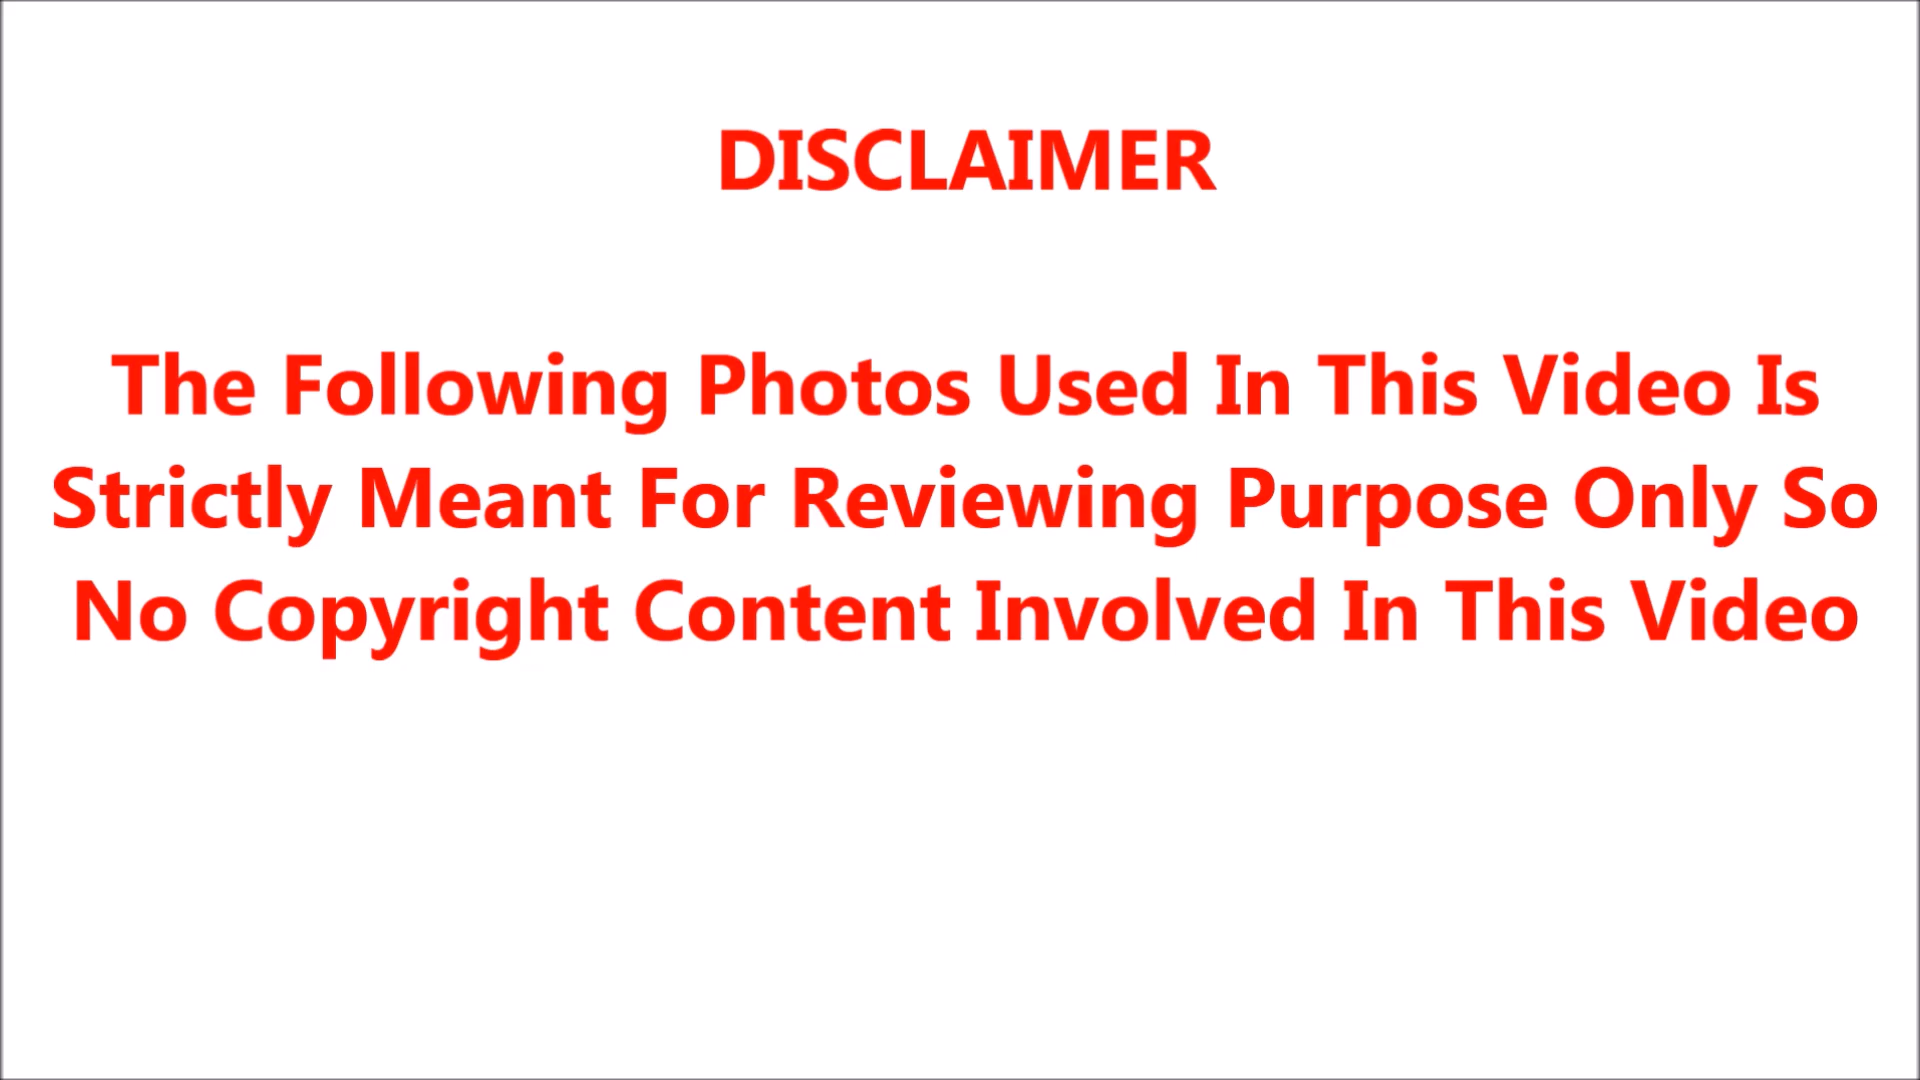 DISCLAIMER
The Following Photos Used In This Video Is
Strictly Meant For Reviewing Purpose Only So
No Copyright Content Involved In This Video